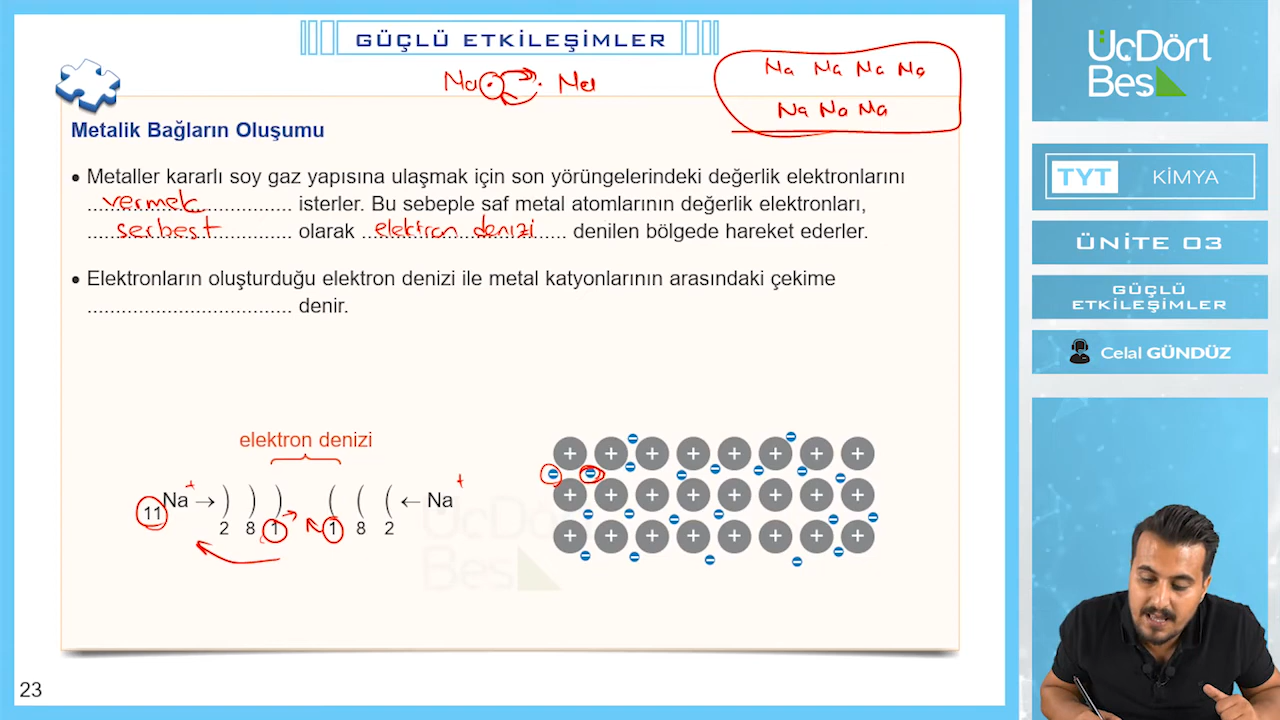 GÜÇLÜ ETKİLEŞİMLER
Na Na
Na Na Na Na
Na Na Na
Metalik Bağların Oluşumu
• Metaller kararlı soy gaz yapısına ulaşmak için son yörüngelerindeki değerlik elektronlarını
vermek isterler. Bu sebeple saf metal atomlarının değerlik elektronları,
serbest olarak elektron denizi denilen bölgede hareket ederler.
• Elektronların oluşturduğu elektron denizi ile metal katyonlarının arasındaki çekime
................................... denir.
elektron denizi
11Na+ → ) ) ) ( ( ( ← Na+
2 8 1 1 8 2
+ + + + + + + +
+ + + + + + + +
+ + + + + + + +
ÜçDört
Beş
23
ÜçDört
Beş
TYT KİMYA
ÜNİTE 03
GÜÇLÜ
ETKİLEŞİMLER
Celal GÜNDÜZ